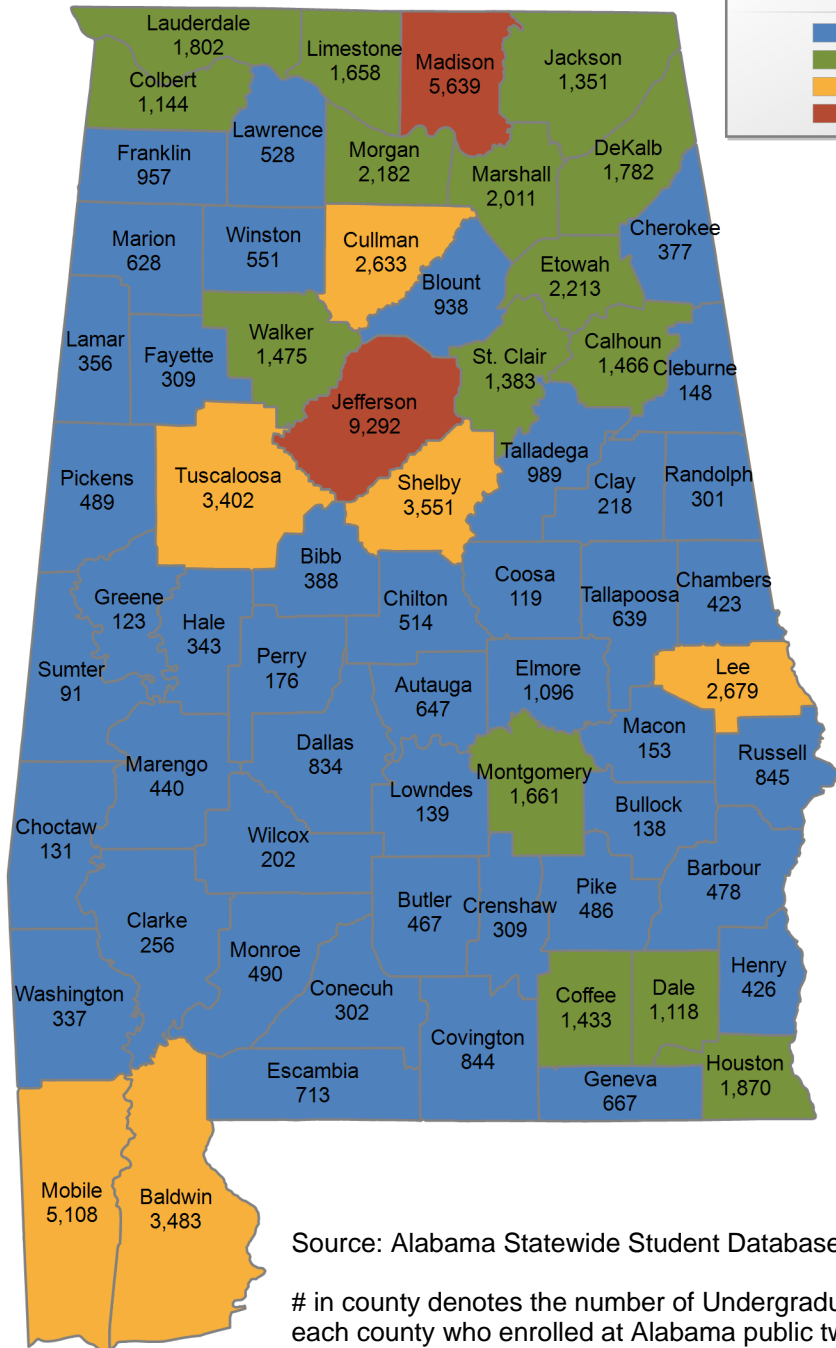 Lauderdale
1,802
Limestone
1,658
Madison
5,639
Jackson
1,351
Colbert
1,144
Lawrence
528
Franklin
957
Morgan
2,182
Marshall
2,011
DeKalb
1,782
Marion
628
Winston
551
Cullman
2,633
Blount
938
Cherokee
377
Etowah
2,213
Lamar
356
Fayette
309
Walker
1,475
Jefferson
9,292
St. Clair
1,383
Calhoun
1,466
Cleburne
148
Pickens
489
Tuscaloosa
3,402
Shelby
3,551
Talladega
989
Clay
218
Randolph
301
Bibb
388
Greene
123
Hale
343
Chilton
514
Coosa
119
Tallapoosa
639
Chambers
423
Sumter
91
Perry
176
Autauga
647
Elmore
1,096
Lee
2,679
Marengo
440
Dallas
834
Lowndes
139
Montgomery
1,661
Macon
153
Russell
845
Choctaw
131
Wilcox
202
Bullock
138
Clarke
256
Butler
467
Crenshaw
309
Pike
486
Barbour
478
Washington
337
Monroe
490
Conecuh
302
Covington
844
Coffee
1,433
Dale
1,118
Henry
426
Escambia
713
Geneva
667
Houston
1,870
Mobile
5,108
Baldwin
3,483
Source: Alabama Statewide Student Database
# in county denotes the number of Undergradu
each county who enrolled at Alabama public tw